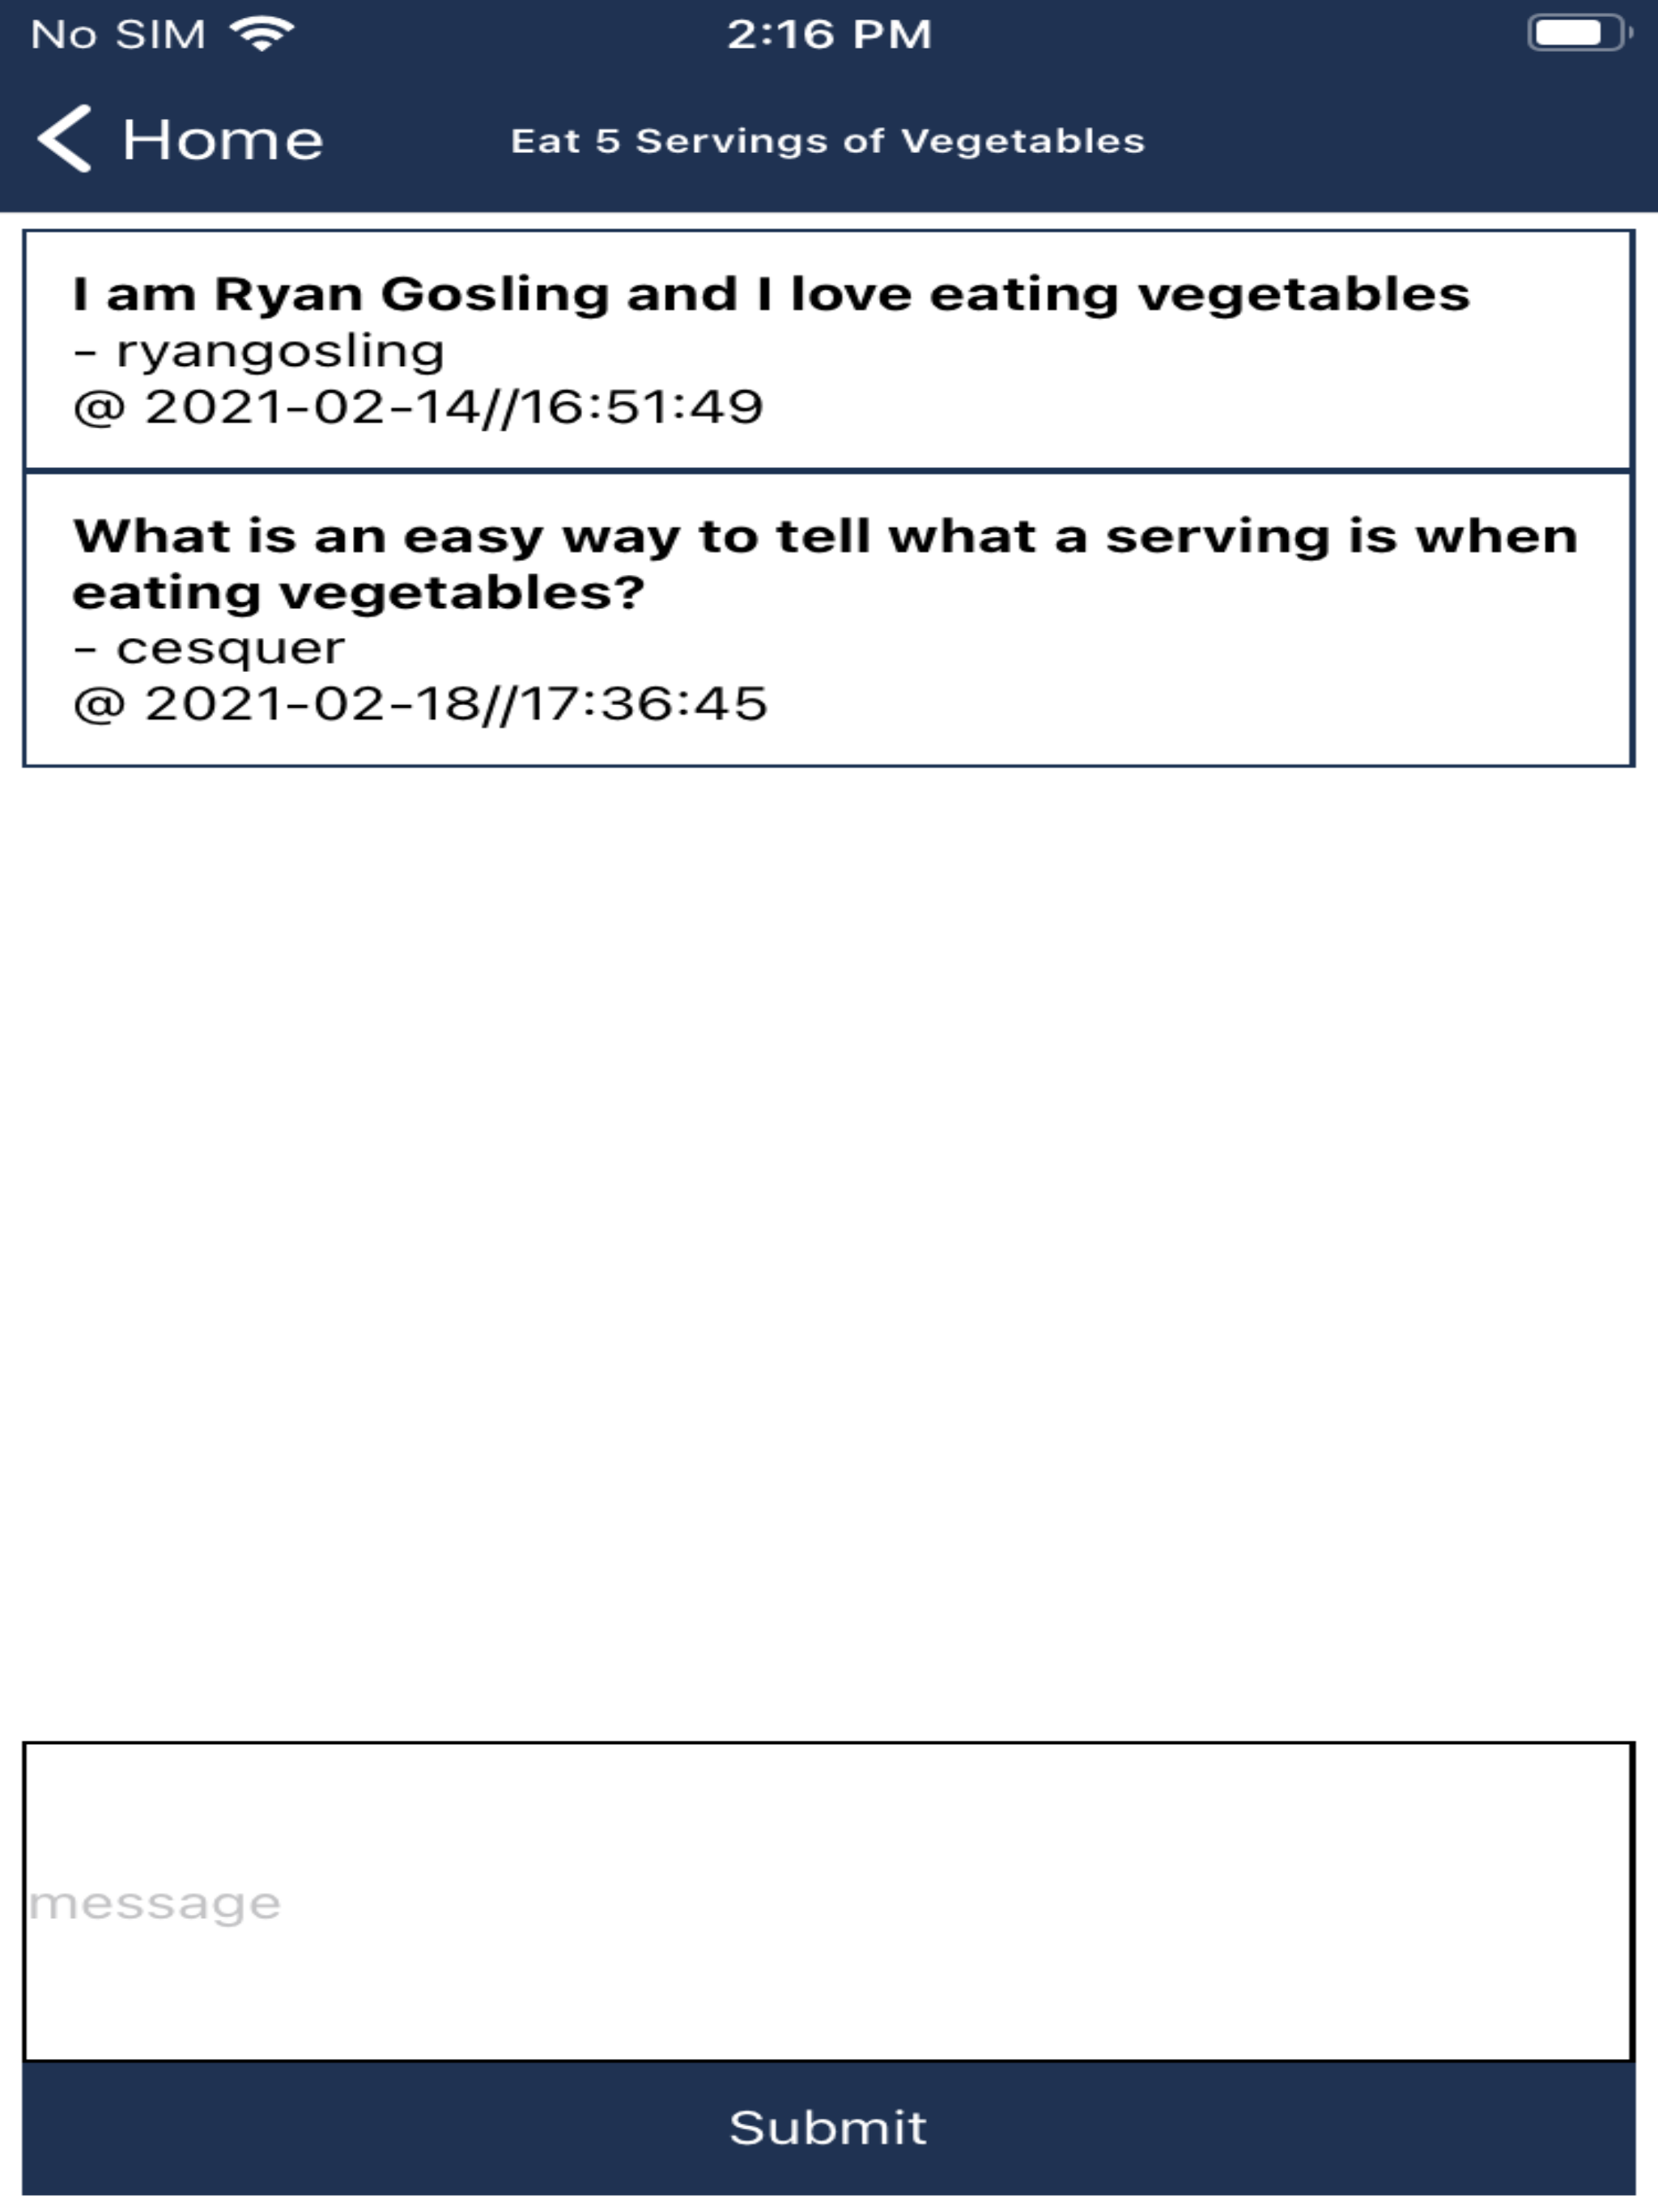 No SIM 2:16 PM
Home Eat 5 Servings of Vegetables
I am Ryan Gosling and I love eating vegetables
- ryangosling
@ 2021-02-14//16:51:49
What is an easy way to tell what a serving is when
eating vegetables?
- cesquer
@ 2021-02-18//17:36:45
message
Submit